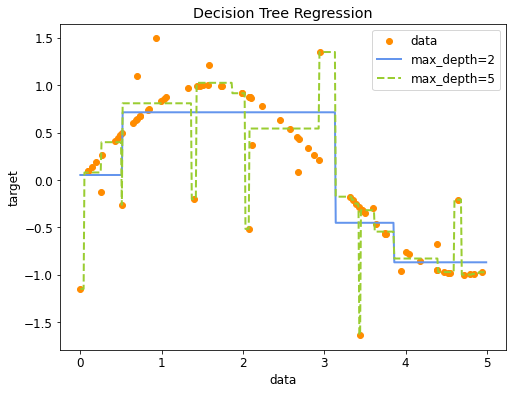 Decision Tree Regression
data
max_depth=2
max_depth=5
target
1.5
1.0
0.5
0.0
−0.5
−1.0
−1.5
0 1 2 3 4 5
data